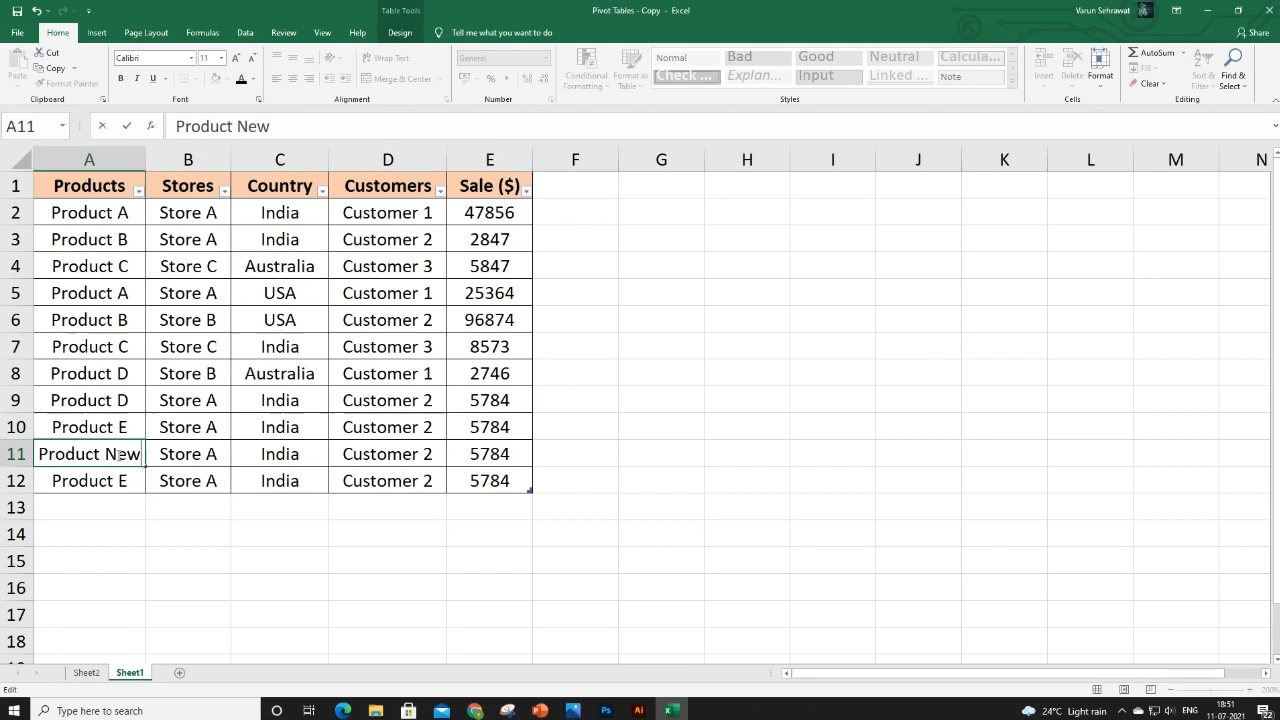 Table Tools
Pivot Tables - Copy - Excel
Varun Sehrawat
File Home Insert Page Layout Formulas Data Review View Help Design Tell me what you want to do Share
Paste
Cut
Copy
Format Painter
Clipboard
Calibri 11
B I U
Font
Wrap Text
Merge & Center
Alignment
General
%
Number
Conditional Formatting
Format as Table
Normal Bad Good Neutral Calcula...
Check ... Explan... Input Linked ... Note
Styles
Insert Delete Format
Cells
AutoSum
Fill
Clear
Sort & Filter
Find & Select
Editing
A11 fx Product New
A B C D E F G H I J K L M N
1 Products Stores Country Customers Sale ($)
2 Product A Store A India Customer 1 47856
3 Product B Store A India Customer 2 2847
4 Product C Store C Australia Customer 3 5847
5 Product A Store A USA Customer 1 25364
6 Product B Store B USA Customer 2 96874
7 Product C Store C India Customer 3 8573
8 Product D Store B Australia Customer 1 2746
9 Product D Store A India Customer 2 5784
10 Product E Store A India Customer 2 5784
11 Product New Store A India Customer 2 5784
12 Product E Store A India Customer 2 5784
13
14
15
16
17
18
Sheet2 Sheet1
Edit 200%
Type here to search
24°C Light rain
ENG
18:51
11-07-2021
22